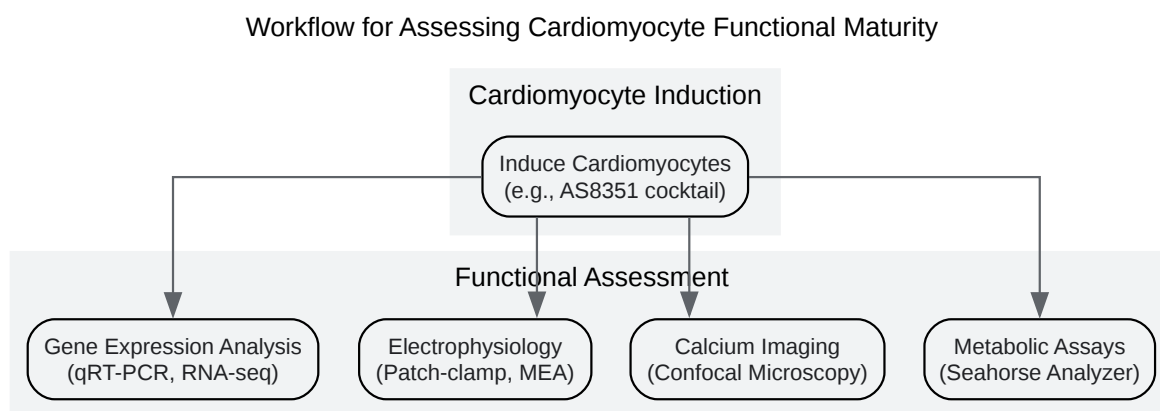 Workflow for Assessing Cardiomyocyte Functional Maturity
Cardiomyocyte Induction
Induce Cardiomyocytes
(e.g., AS8351 cocktail)
Functional Assessment
Gene Expression Analysis
(qRT-PCR, RNA-seq)
Electrophysiology
(Patch-clamp, MEA)
Calcium Imaging
(Confocal Microscopy)
Metabolic Assays
(Seahorse Analyzer)